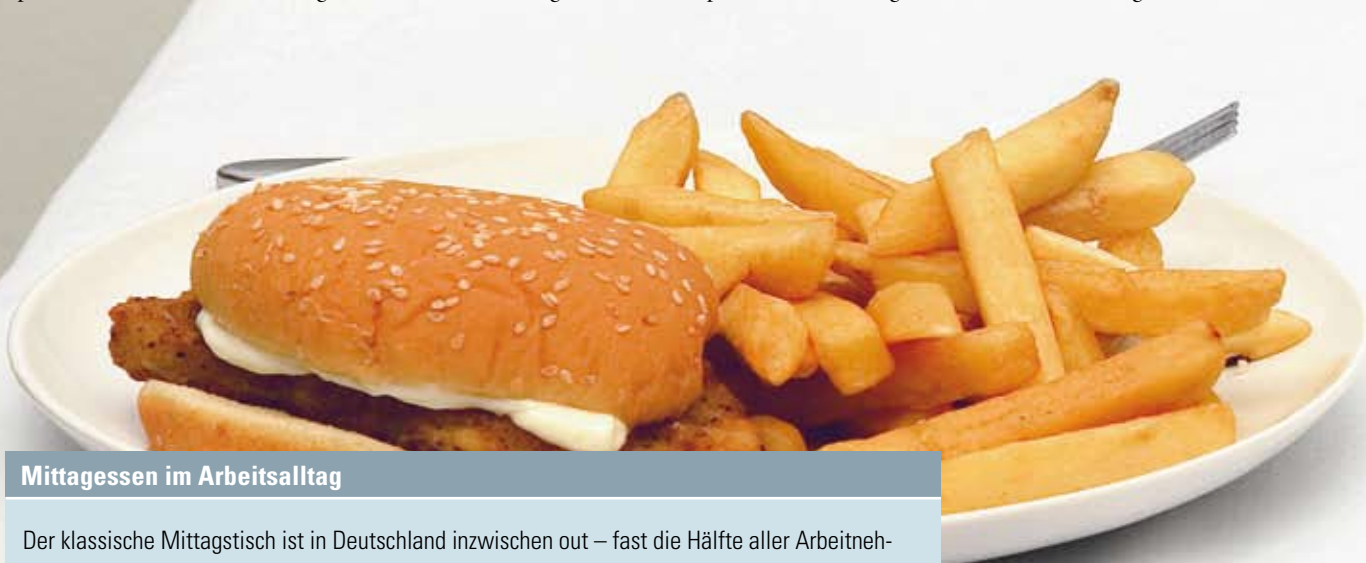 Mittagessen im Arbeitsalltag
Der klassische Mittagstisch ist in Deutschland inzwischen out – fast die Hälfte aller Arbeitneh-